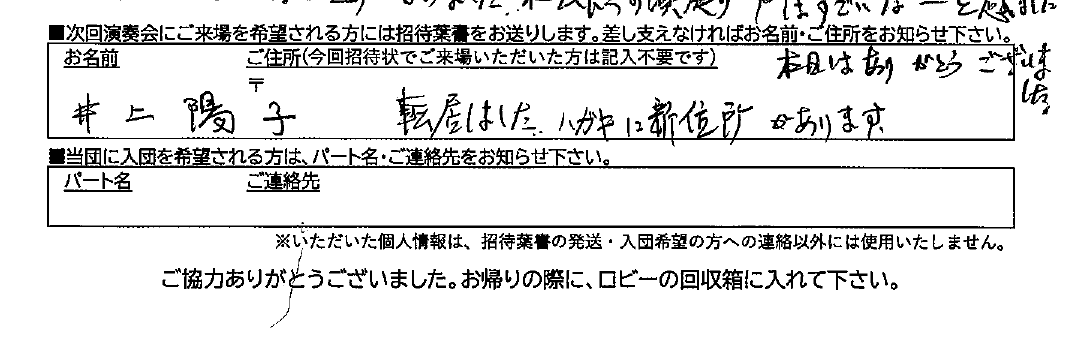 ■次回演奏会にご来場を希望される方には招待葉書をお送りします。差し支えなければお名前・ご住所をお知らせ下さい。
お名前 ご住所(今回招待状でご来場いただいた方は記入不要です)
本日はありがとうございました。
〒
井上 陽子 転居しました。ハガキに新住所があります
■当団に入団を希望される方は、パート名・ご連絡先をお知らせ下さい。
パート名 ご連絡先
※いただいた個人情報は、招待葉書の発送・入団希望の方への連絡以外には使用いたしません。
ご協力ありがとうございました。お帰りの際に、ロビーの回収箱に入れて下さい。